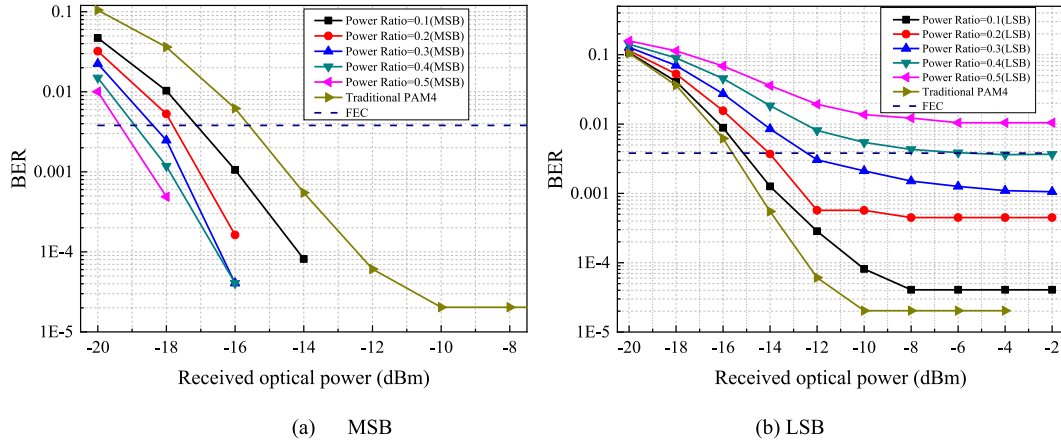 0.1
0.01
0.001
1E-4
1E-5
BER
Power Ratio=0.1(MSB)
Power Ratio=0.2(MSB)
Power Ratio=0.3(MSB)
Power Ratio=0.4(MSB)
Power Ratio=0.5(MSB)
Traditional PAM4
FEC
-20 -18 -16 -14 -12 -10 -8
Received optical power (dBm)
(a) MSB
0.1
0.01
0.001
1E-4
1E-5
BER
Power Ratio=0.1(LSB)
Power Ratio=0.2(LSB)
Power Ratio=0.3(LSB)
Power Ratio=0.4(LSB)
Power Ratio=0.5(LSB)
Traditional PAM4
FEC
-20 -18 -16 -14 -12 -10 -8 -6 -4 -2
Received optical power (dBm)
(b) LSB